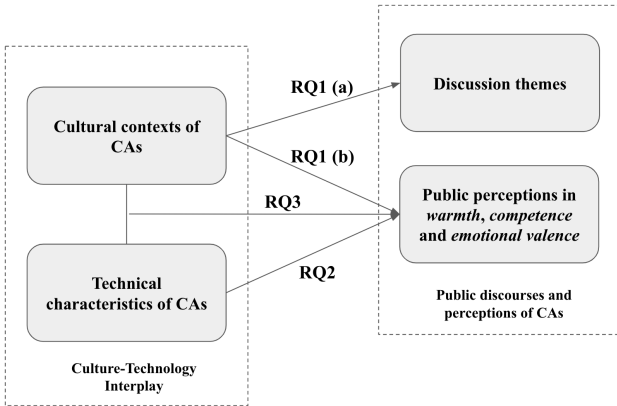 Cultural contexts of
CAs
Technical
characteristics of CAs
Culture-Technology
Interplay
RQ1 (a)
RQ1 (b)
RQ3
RQ2
Discussion themes
Public perceptions in
warmth, competence
and emotional valence
Public discourses and
perceptions of CAs